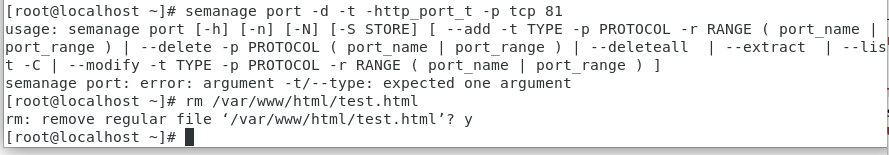 [root@localhost ~]# semanage port -d -t -http_port_t -p tcp 81
usage: semanage port [-h] [-n] [-N] [-S STORE] [ --add -t TYPE -p PROTOCOL -r RANGE ( port_name |
port_range ) | --delete -p PROTOCOL ( port_name | port_range ) | --deleteall  | --extract  | --lis
t -C | --modify -t TYPE -p PROTOCOL -r RANGE ( port_name | port_range ) ]
semanage port: error: argument -t/--type: expected one argument
[root@localhost ~]# rm /var/www/html/test.html
rm: remove regular file ‘/var/www/html/test.html’? y
[root@localhost ~]#